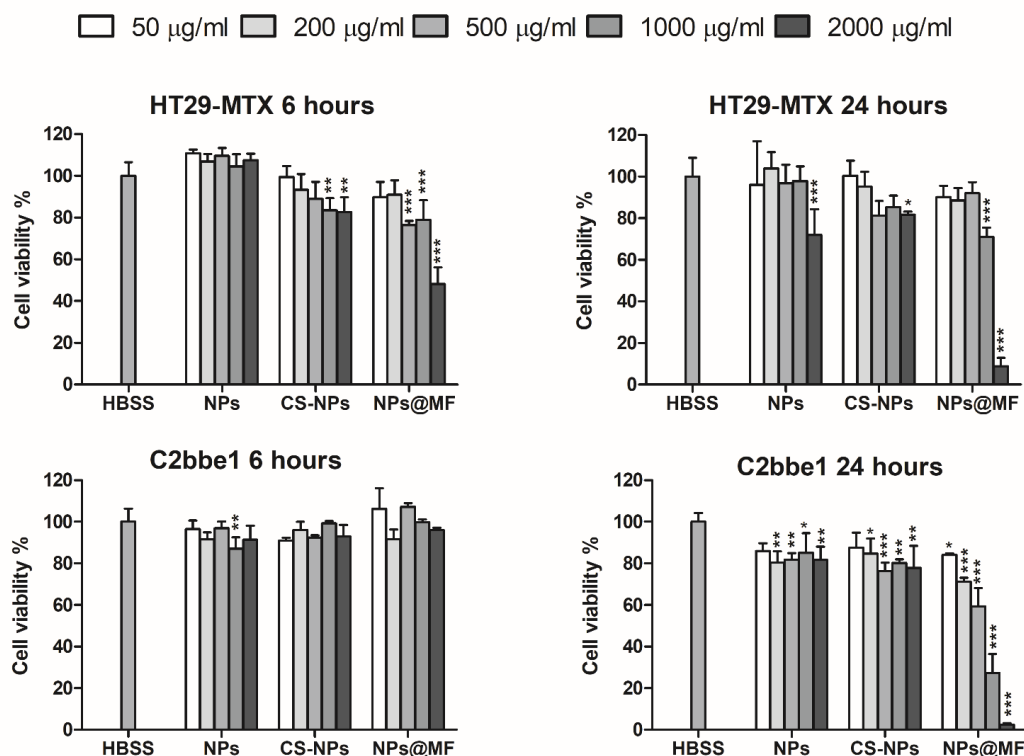 50 μg/ml 200 μg/ml 500 μg/ml 1000 μg/ml 2000 μg/ml
HT29-MTX 6 hours
Cell viability %
120
100
80
60
40
20
0
** ** *** *** ***
HBSS NPs CS-NPs NPs@MF
HT29-MTX 24 hours
Cell viability %
120
100
80
60
40
20
0
*** * *** ***
HBSS NPs CS-NPs NPs@MF
C2bbe1 6 hours
Cell viability %
120
100
80
60
40
20
0
**
HBSS NPs CS-NPs NPs@MF
C2bbe1 24 hours
Cell viability %
120
100
80
60
40
20
0
** ** * ** * *** ** ** * *** *** *** ***
HBSS NPs CS-NPs NPs@MF